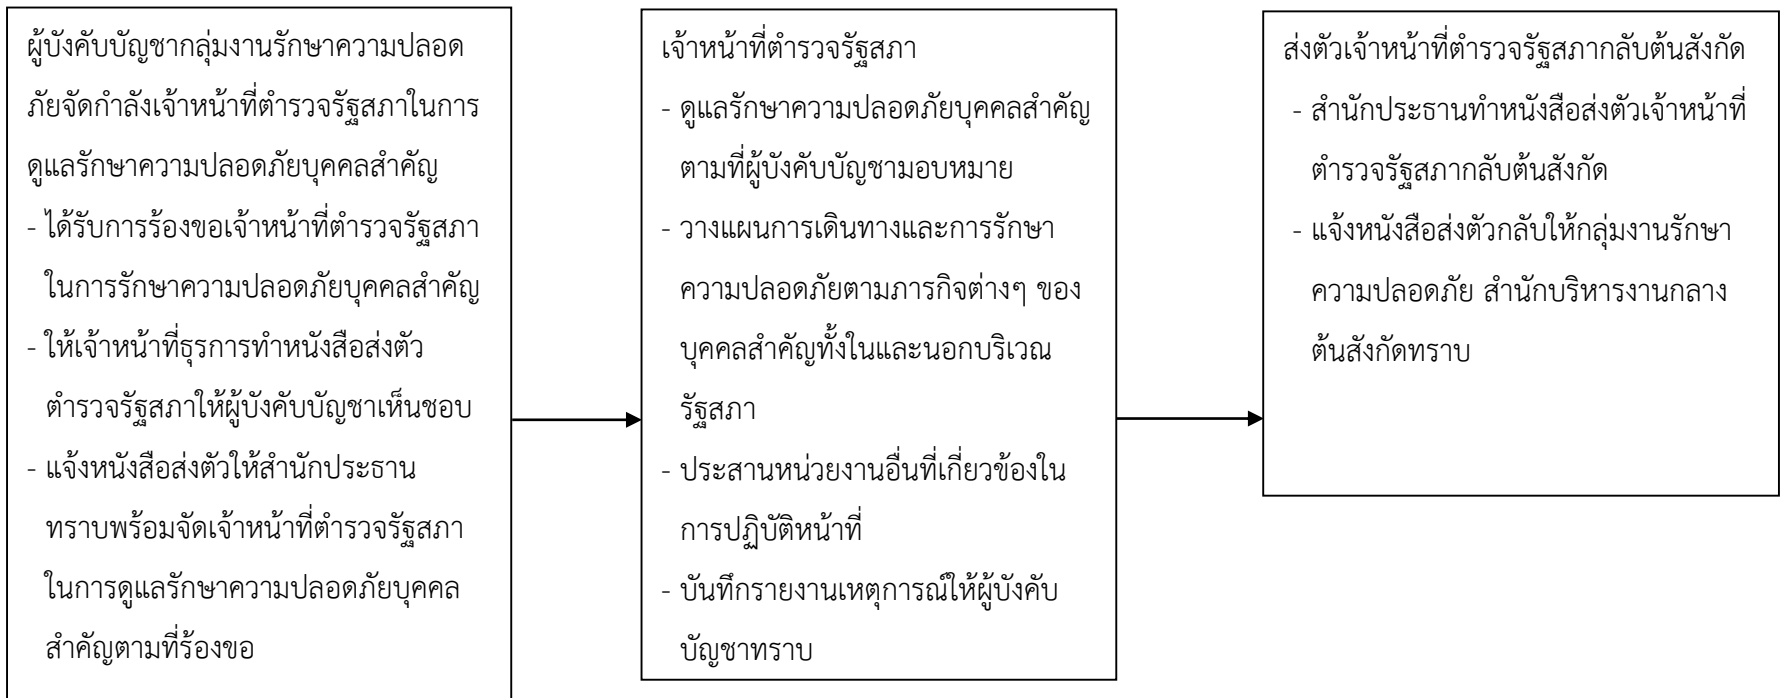 ผู้บังคับบัญชากลุ่มงานรักษาความปลอด
ภัยจัดกำลังเจ้าหน้าที่ตำรวจรัฐสภาในการ
ดูแลรักษาความปลอดภัยบุคคลสำคัญ
- ได้รับการร้องขอเจ้าหน้าที่ตำรวจรัฐสภา
ในการรักษาความปลอดภัยบุคคลสำคัญ
- ให้เจ้าหน้าที่ธุรการทำหนังสือส่งตัว
ตำรวจรัฐสภาให้ผู้บังคับบัญชาเห็นชอบ
- แจ้งหนังสือส่งตัวให้สำนักประธาน
ทราบพร้อมจัดเจ้าหน้าที่ตำรวจรัฐสภา
ในการดูแลรักษาความปลอดภัยบุคคล
สำคัญตามที่ร้องขอ
เจ้าหน้าที่ตำรวจรัฐสภา
- ดูแลรักษาความปลอดภัยบุคคลสำคัญ
ตามที่ผู้บังคับบัญชามอบหมาย
- วางแผนการเดินทางและการรักษา
ความปลอดภัยตามภารกิจต่างๆ ของ
บุคคลสำคัญทั้งในและนอกบริเวณ
รัฐสภา
- ประสานหน่วยงานอื่นที่เกี่ยวข้องใน
การปฏิบัติหน้าที่
- บันทึกรายงานเหตุการณ์ให้ผู้บังคับ
บัญชาทราบ
ส่งตัวเจ้าหน้าที่ตำรวจรัฐสภากลับต้นสังกัด
- สำนักประธานทำหนังสือส่งตัวเจ้าหน้าที่
ตำรวจรัฐสภากลับต้นสังกัด
- แจ้งหนังสือส่งตัวกลับให้กลุ่มงานรักษา
ความปลอดภัย สำนักบริหารงานกลาง
ต้นสังกัดทราบ